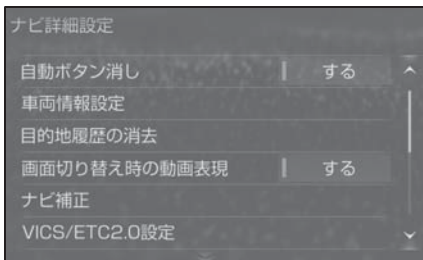 ナビ詳細設定
自動ボタン消し する
車両情報設定
目的地履歴の消去
画面切り替え時の動画表現 する
ナビ補正
VICS/ETC2.0設定